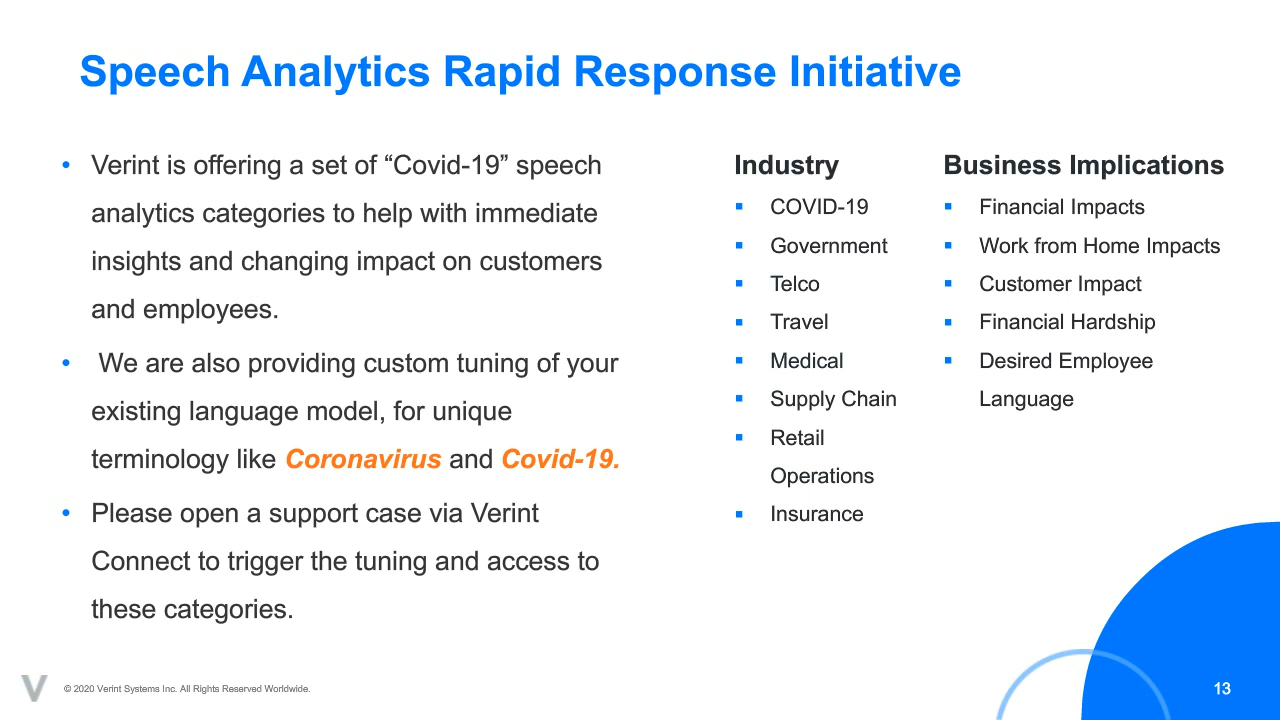 Speech Analytics Rapid Response Initiative
• Verint is offering a set of “Covid-19” speech
analytics categories to help with immediate
insights and changing impact on customers
and employees.
• We are also providing custom tuning of your
existing language model, for unique
terminology like Coronavirus and Covid-19.
• Please open a support case via Verint
Connect to trigger the tuning and access to
these categories.
Industry
▪ COVID-19
▪ Government
▪ Telco
▪ Travel
▪ Medical
▪ Supply Chain
▪ Retail
Operations
▪ Insurance
Business Implications
▪ Financial Impacts
▪ Work from Home Impacts
▪ Customer Impact
▪ Financial Hardship
▪ Desired Employee
Language
© 2020 Verint Systems Inc. All Rights Reserved Worldwide.
13